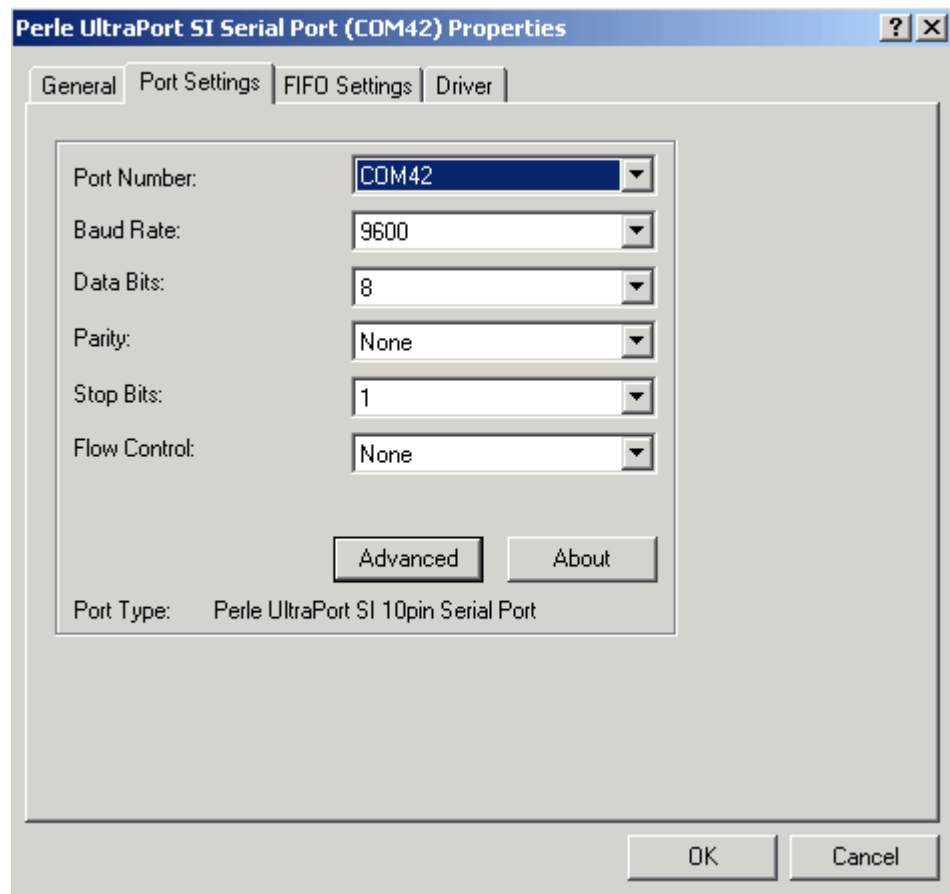 Perle UltraPort SI Serial Port (COM42) Properties
General Port Settings FIFO Settings Driver
Port Number: COM42
Baud Rate: 9600
Data Bits: 8
Parity: None
Stop Bits: 1
Flow Control: None
Advanced About
Port Type: Perle UltraPort SI 10pin Serial Port
OK Cancel